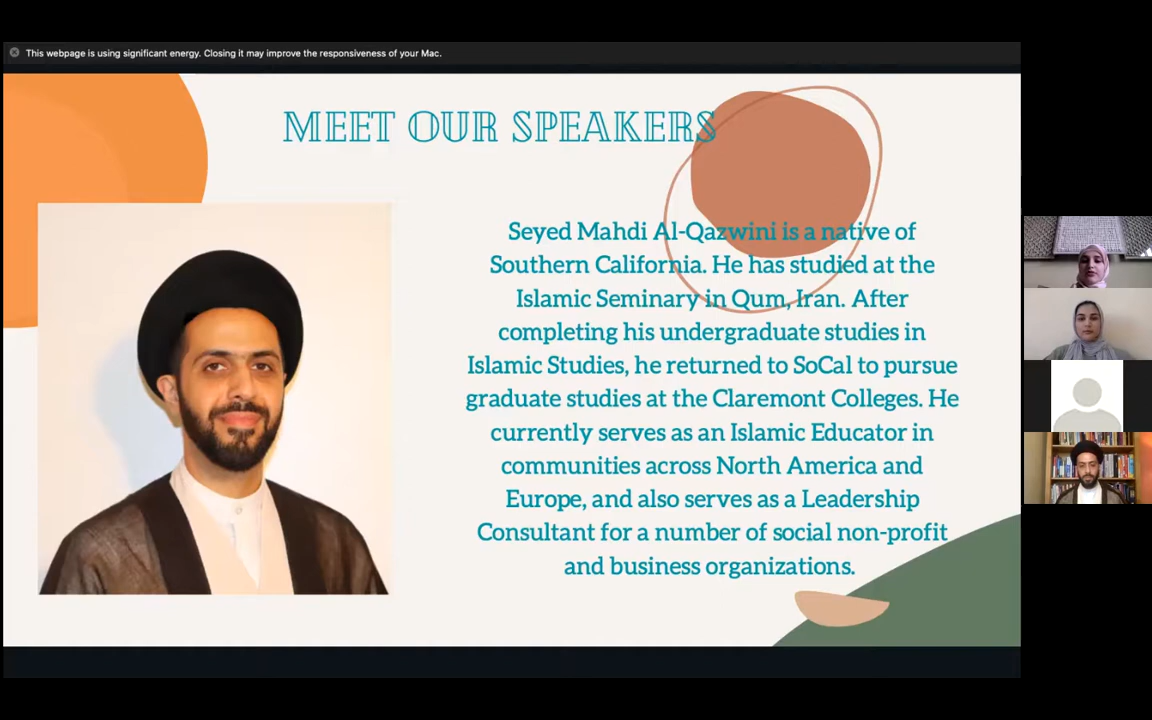 This webpage is using significant energy. Closing it may improve the responsiveness of your Mac.
MEET OUR SPEAKERS
Seyed Mahdi Al-Qazwini is a native of
Southern California. He has studied at the
Islamic Seminary in Qum, Iran. After
completing his undergraduate studies in
Islamic Studies, he returned to SoCal to pursue
graduate studies at the Claremont Colleges. He
currently serves as an Islamic Educator in
communities across North America and
Europe, and also serves as a Leadership
Consultant for a number of social non-profit
and business organizations.